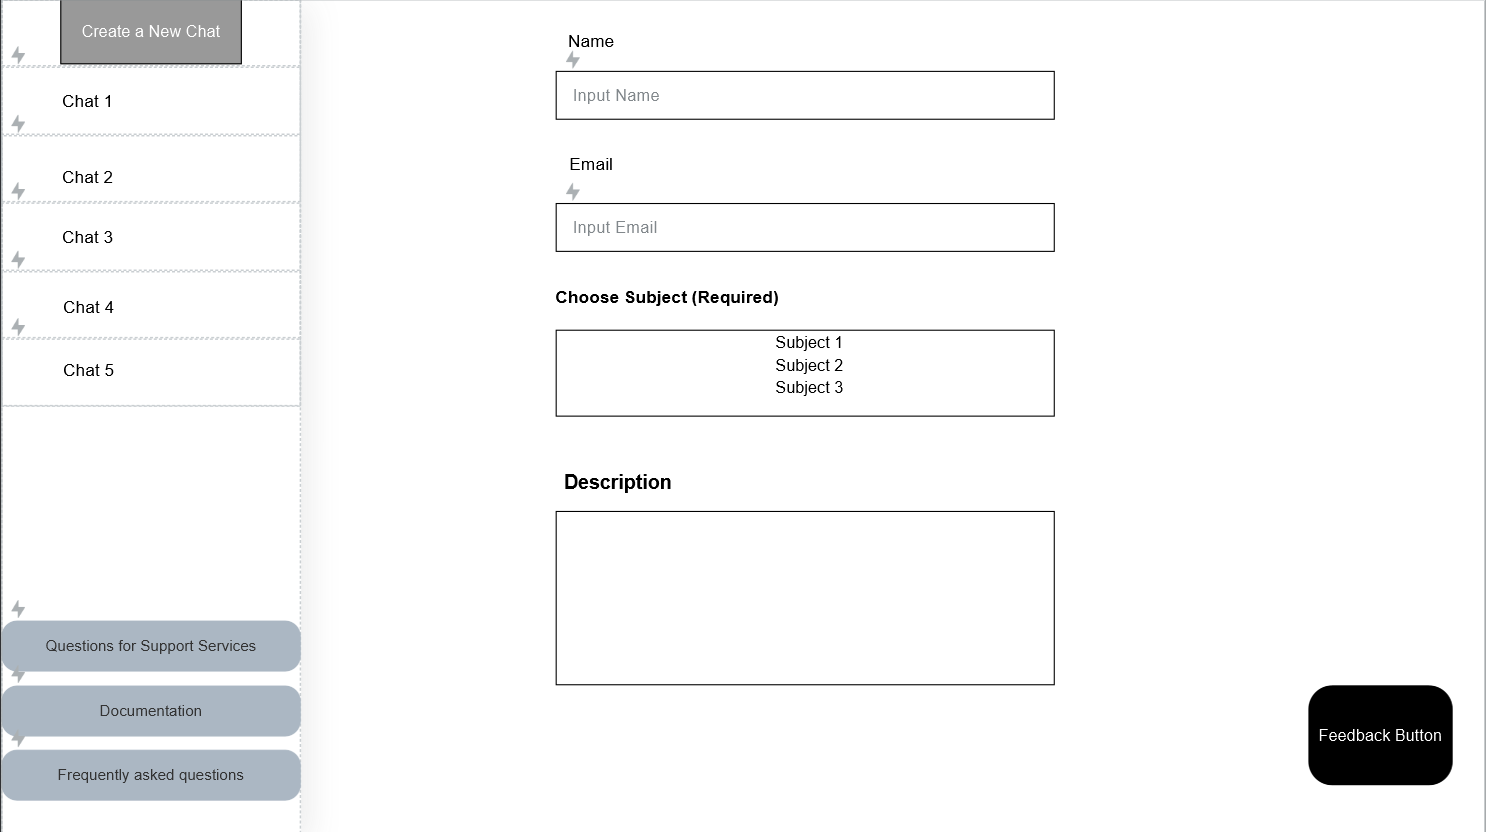 Create a New Chat
Chat 1
Chat 2
Chat 3
Chat 4
Chat 5
Questions for Support Services
Documentation
Frequently asked questions
Name
Input Name
Email
Input Email
Choose Subject (Required)
Subject 1
Subject 2
Subject 3
Description
Feedback Button